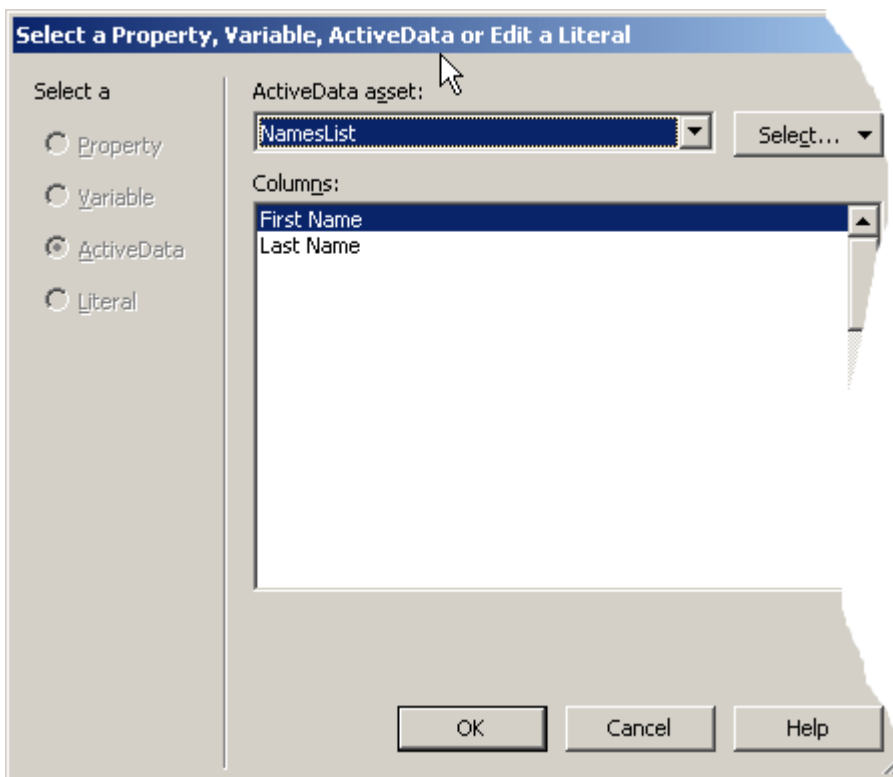 Select a Property, Variable, ActiveData or Edit a Literal
Select a
Property
Variable
ActiveData
Literal
ActiveData asset:
NamesList
Select...
Columns:
First Name
Last Name
OK
Cancel
Help